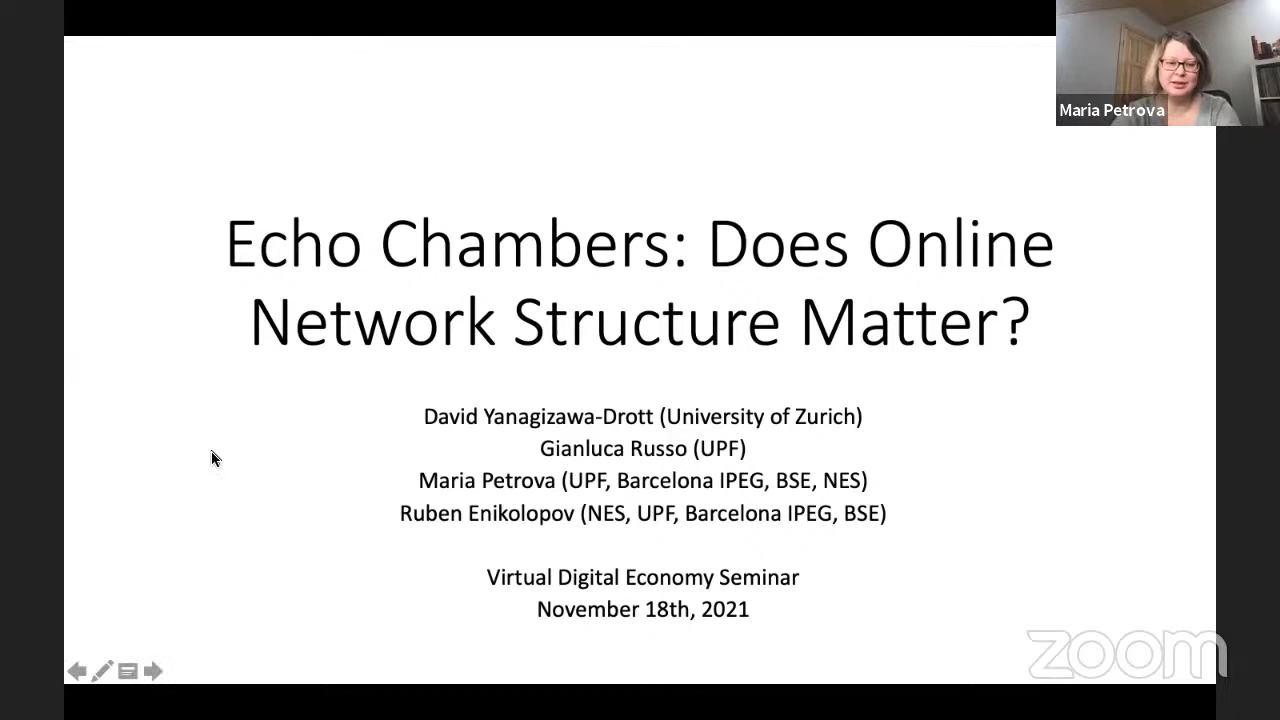 Maria Petrova
Echo Chambers: Does Online
Network Structure Matter?
David Yanagizawa-Drott (University of Zurich)
Gianluca Russo (UPF)
Maria Petrova (UPF, Barcelona IPEG, BSE, NES)
Ruben Enikolopov (NES, UPF, Barcelona IPEG, BSE)
Virtual Digital Economy Seminar
November 18th, 2021
zoom